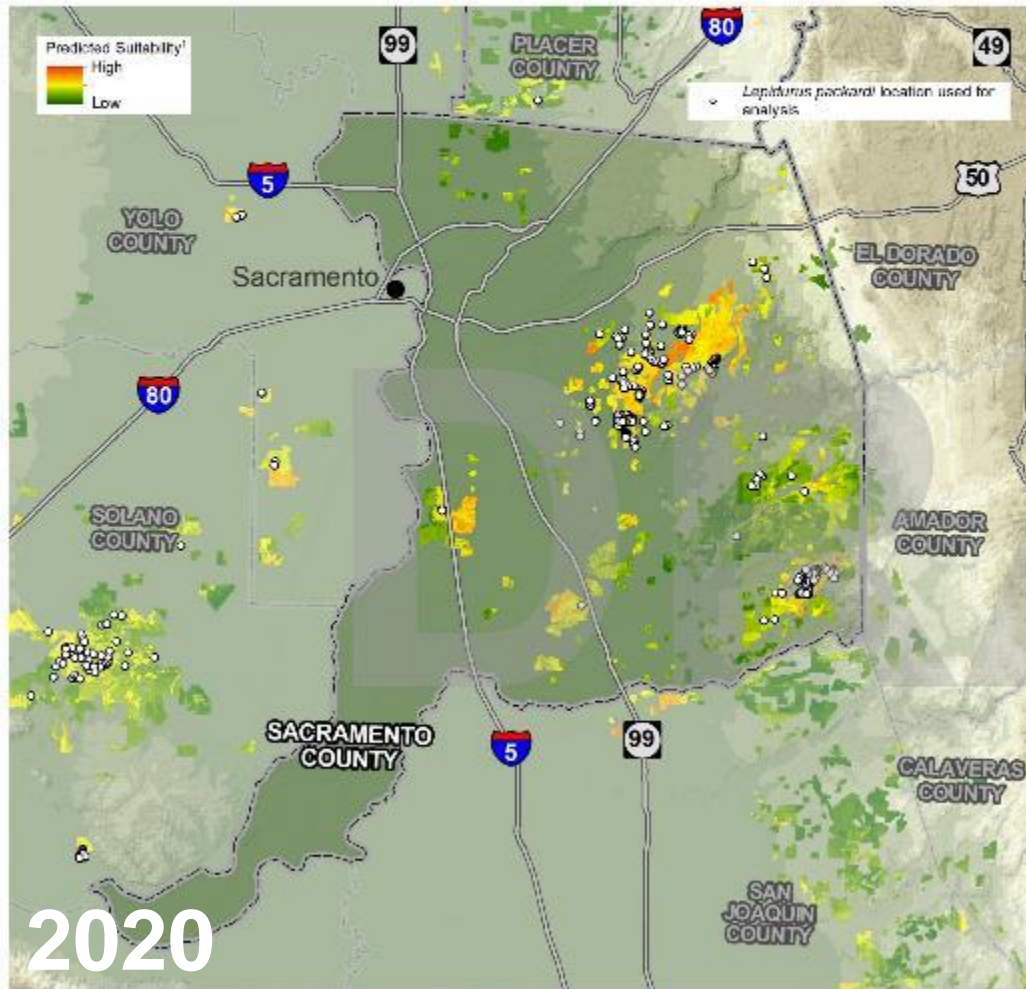 Predicted Suitability¹
High
Low
99
80
49
PLACER
COUNTY
Lepidurus packardi location used for
analysis
5
50
YOLO
COUNTY
EL DORADO
COUNTY
Sacramento
80
SOLANO
COUNTY
AMADOR
COUNTY
SACRAMENTO
COUNTY
5
99
CALAVERAS
COUNTY
SAN
JOAQUIN
COUNTY
2020